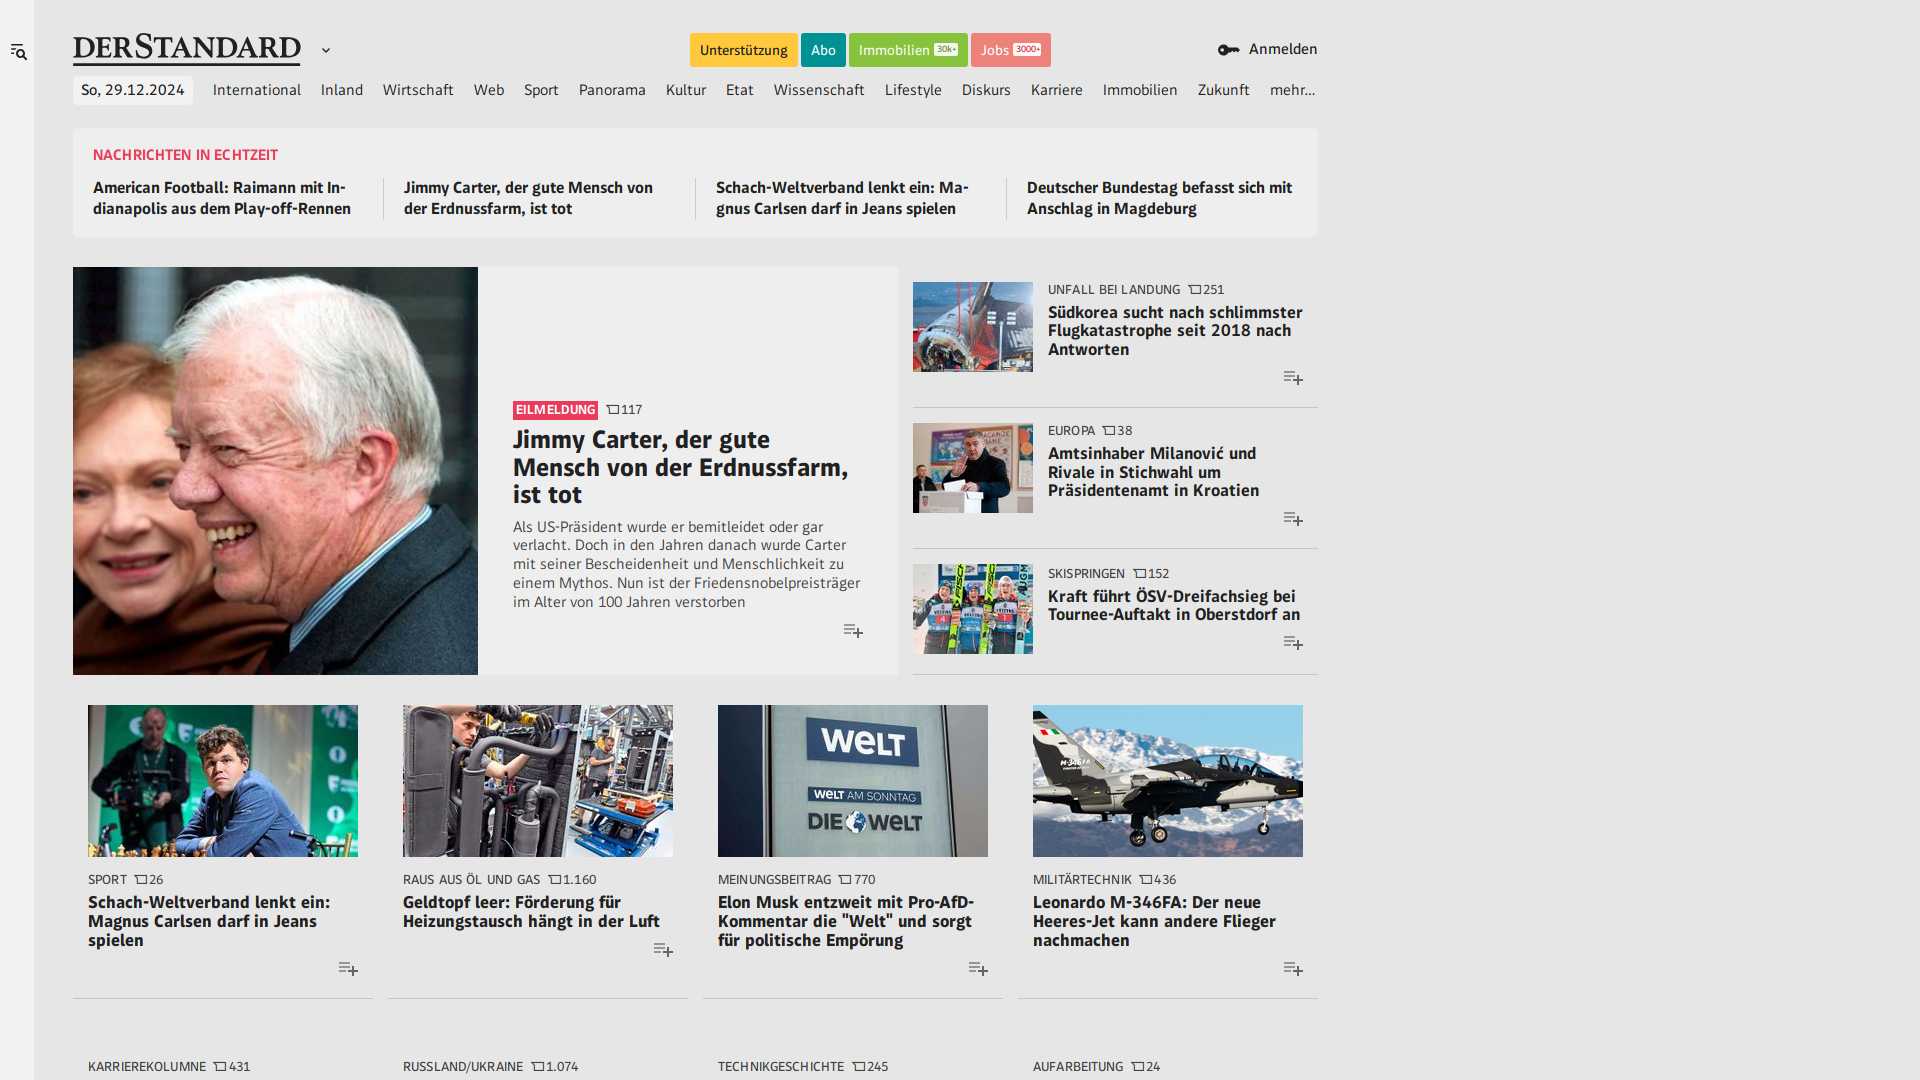 DERSTANDARD
Unterstützung
Abo
Immobilien 30k+
Jobs 3000+
Anmelden
So, 29.12.2024
International
Inland
Wirtschaft
Web
Sport
Panorama
Kultur
Etat
Wissenschaft
Lifestyle
Diskurs
Karriere
Immobilien
Zukunft
mehr...
NACHRICHTEN IN ECHTZEIT
American Football: Raimann mit In-
dianapolis aus dem Play-off-Rennen
Jimmy Carter, der gute Mensch von
der Erdnussfarm, ist tot
Schach-Weltverband lenkt ein: Ma-
gnus Carlsen darf in Jeans spielen
Deutscher Bundestag befasst sich mit
Anschlag in Magdeburg
EILMELDUNG 117
Jimmy Carter, der gute
Mensch von der Erdnussfarm,
ist tot
Als US-Präsident wurde er bemitleidet oder gar
verlacht. Doch in den Jahren danach wurde Carter
mit seiner Bescheidenheit und Menschlichkeit zu
einem Mythos. Nun ist der Friedensnobelpreisträger
im Alter von 100 Jahren verstorben
UNFALL BEI LANDUNG 251
Südkorea sucht nach schlimmster
Flugkatastrophe seit 2018 nach
Antworten
EUROPA 38
Amtsinhaber Milanović und
Rivale in Stichwahl um
Präsidentenamt in Kroatien
SKISPRINGEN 152
Kraft führt ÖSV-Dreifachsieg bei
Tournee-Auftakt in Oberstdorf an
SPORT 26
Schach-Weltverband lenkt ein:
Magnus Carlsen darf in Jeans
spielen
RAUS AUS ÖL UND GAS 1.160
Geldtopf leer: Förderung für
Heizungstausch hängt in der Luft
WELT
WELT AM SONNTAG
DIE WELT
MEINUNGSBEITRAG 770
Elon Musk entzweit mit Pro-AfD-
Kommentar die "Welt" und sorgt
für politische Empörung
M-346FA
MILITÄRTECHNIK 436
Leonardo M-346FA: Der neue
Heeres-Jet kann andere Flieger
nachmachen
KARRIEREKOLUMNE 431
RUSSLAND/UKRAINE 1.074
TECHNIKGESCHICHTE 245
AUFARBEITUNG 24